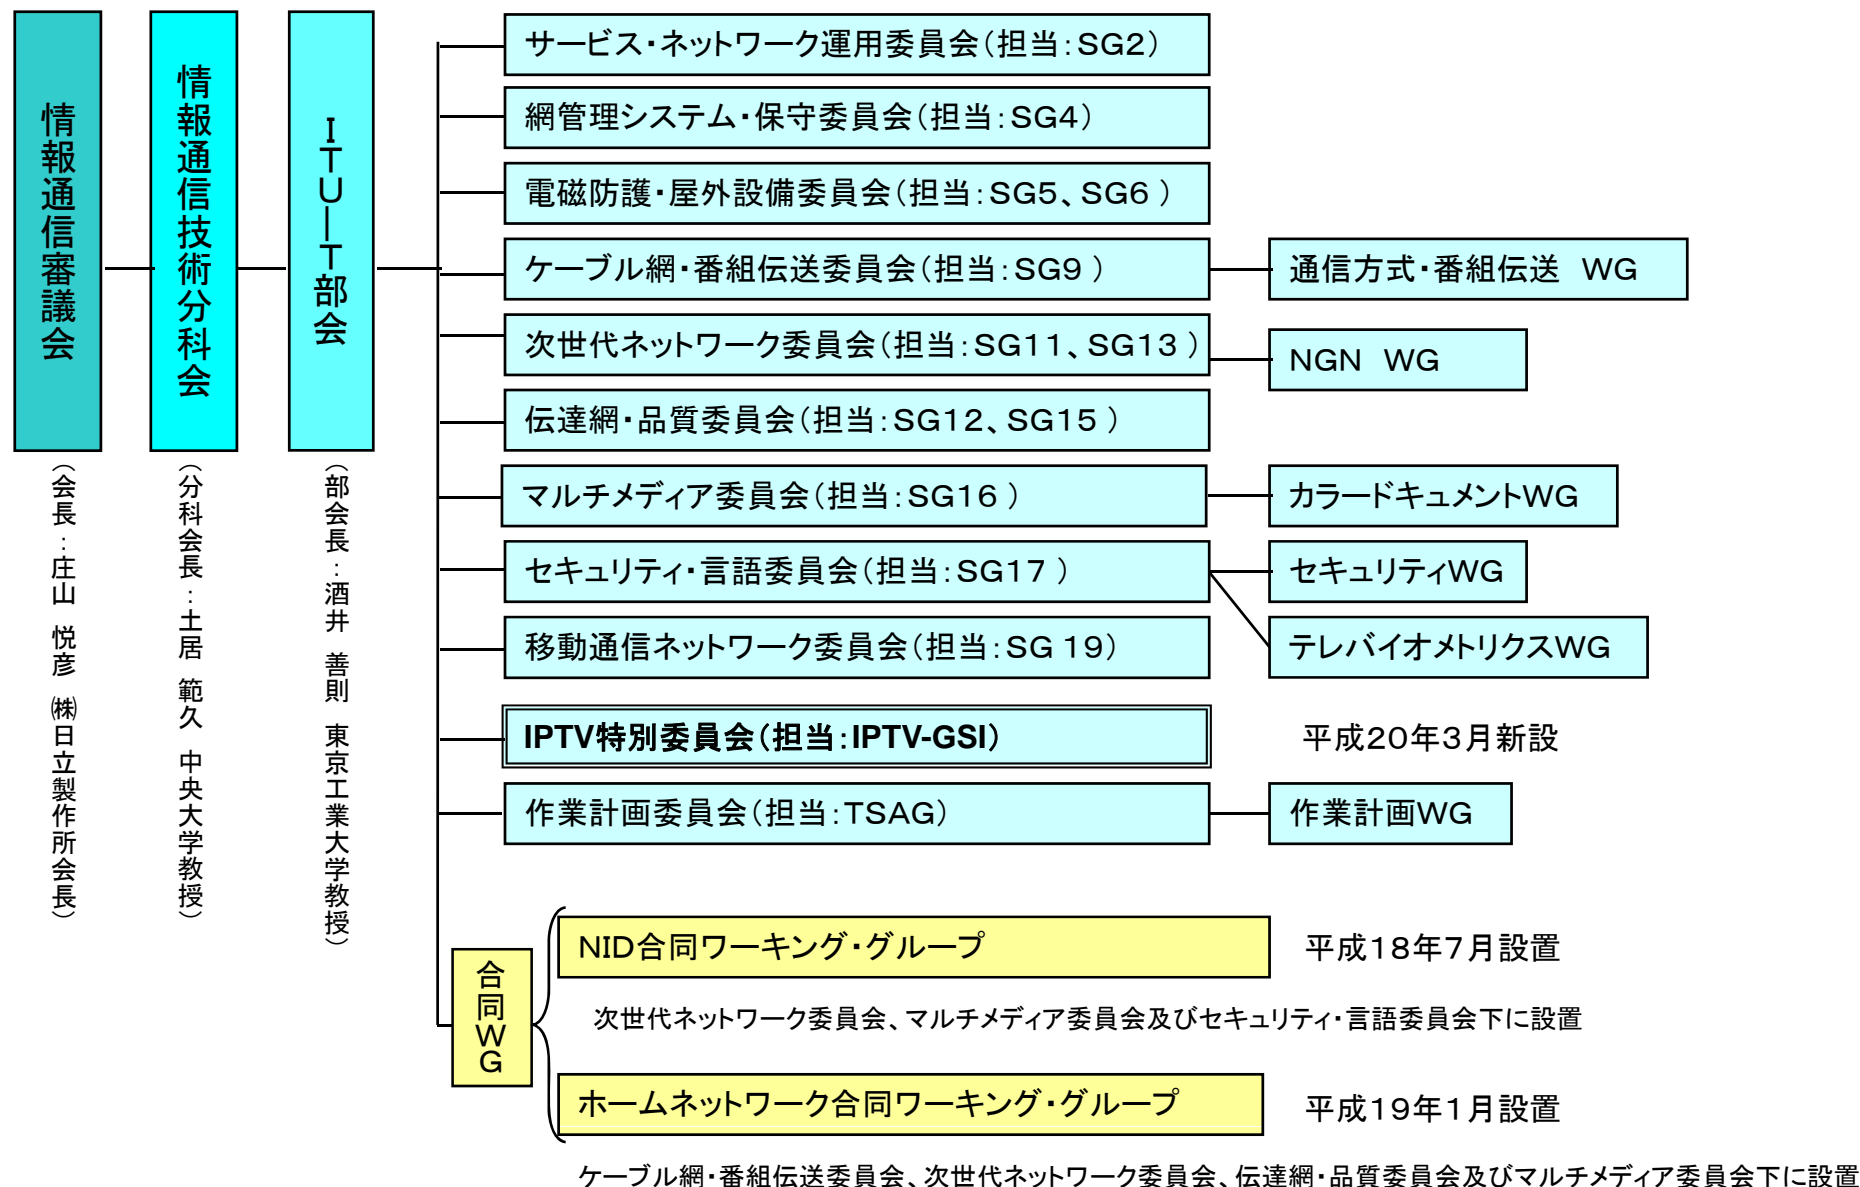 情報通信審議会
(会長:庄山 悦彦 ㈱日立製作所会長)
情報通信技術分科会
(分科会長:土居 範久 中央大学教授)
ITU―T部会
(部会長:酒井 善則 東京工業大学教授)
サービス・ネットワーク運用委員会(担当:SG2)
網管理システム・保守委員会(担当:SG4)
電磁防護・屋外設備委員会(担当:SG5、SG6 )
ケーブル網・番組伝送委員会(担当:SG9 )
通信方式・番組伝送 WG
次世代ネットワーク委員会(担当:SG11、SG13 )
NGN WG
伝達網・品質委員会(担当:SG12、SG15 )
マルチメディア委員会(担当:SG16 )
カラードキュメントWG
セキュリティ・言語委員会(担当:SG17 )
セキュリティWG
テレバイオメトリクスWG
移動通信ネットワーク委員会(担当:SG 19)
IPTV特別委員会(担当:IPTV-GSI)
平成20年3月新設
作業計画委員会(担当:TSAG)
作業計画WG
合同WG
NID合同ワーキング・グループ
平成18年7月設置
次世代ネットワーク委員会、マルチメディア委員会及びセキュリティ・言語委員会下に設置
ホームネットワーク合同ワーキング・グループ
平成19年1月設置
ケーブル網・番組伝送委員会、次世代ネットワーク委員会、伝達網・品質委員会及びマルチメディア委員会下に設置